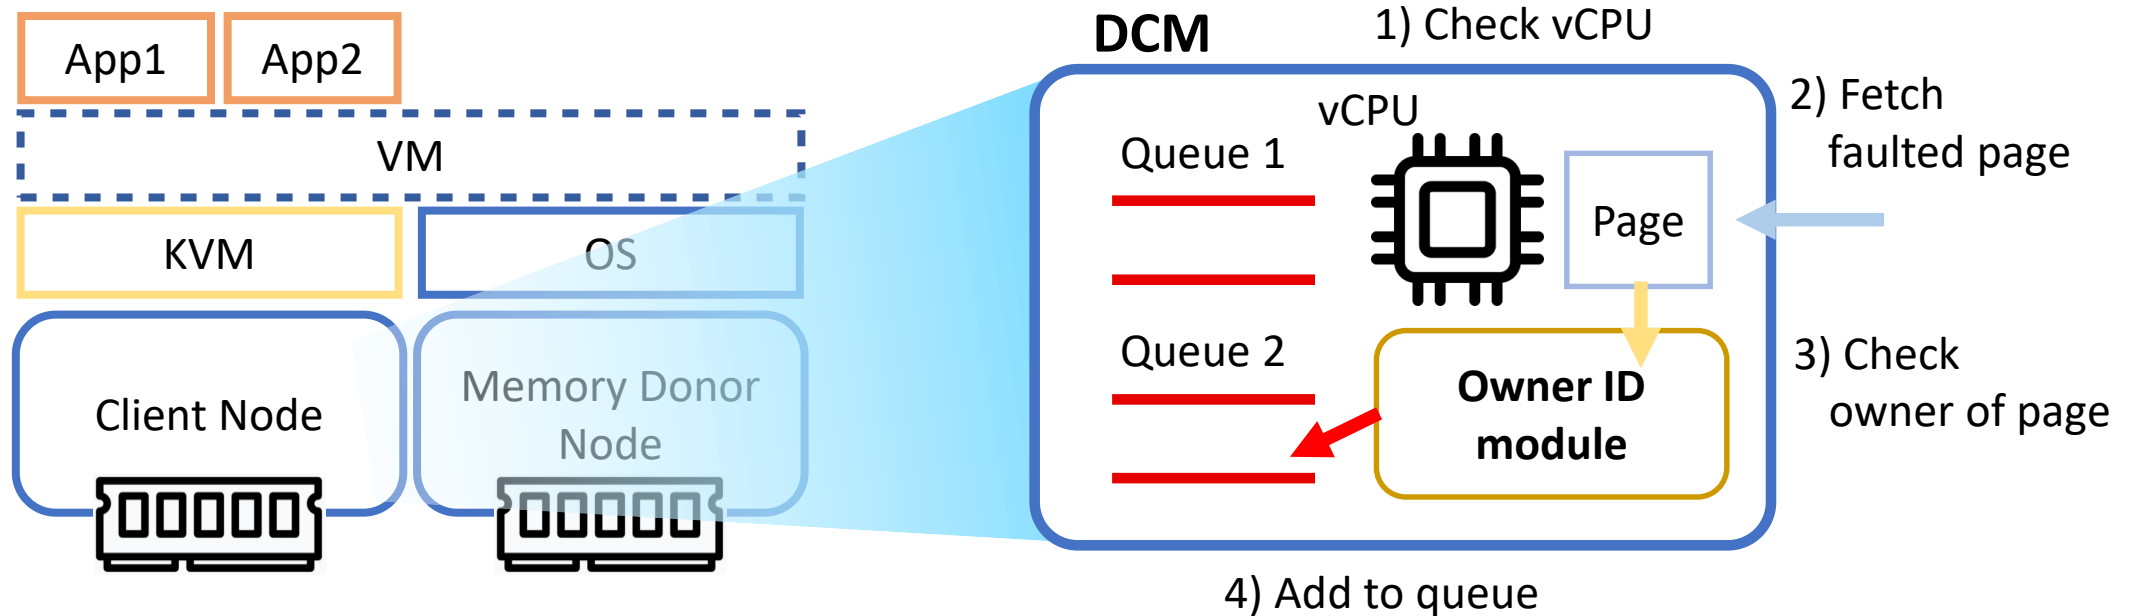 App1
App2
VM
KVM
OS
Client Node
Memory Donor
Node
DCM
1) Check vCPU
vCPU
Queue 1
Page
2) Fetch
faulted page
Queue 2
Owner ID
module
3) Check
owner of page
4) Add to queue